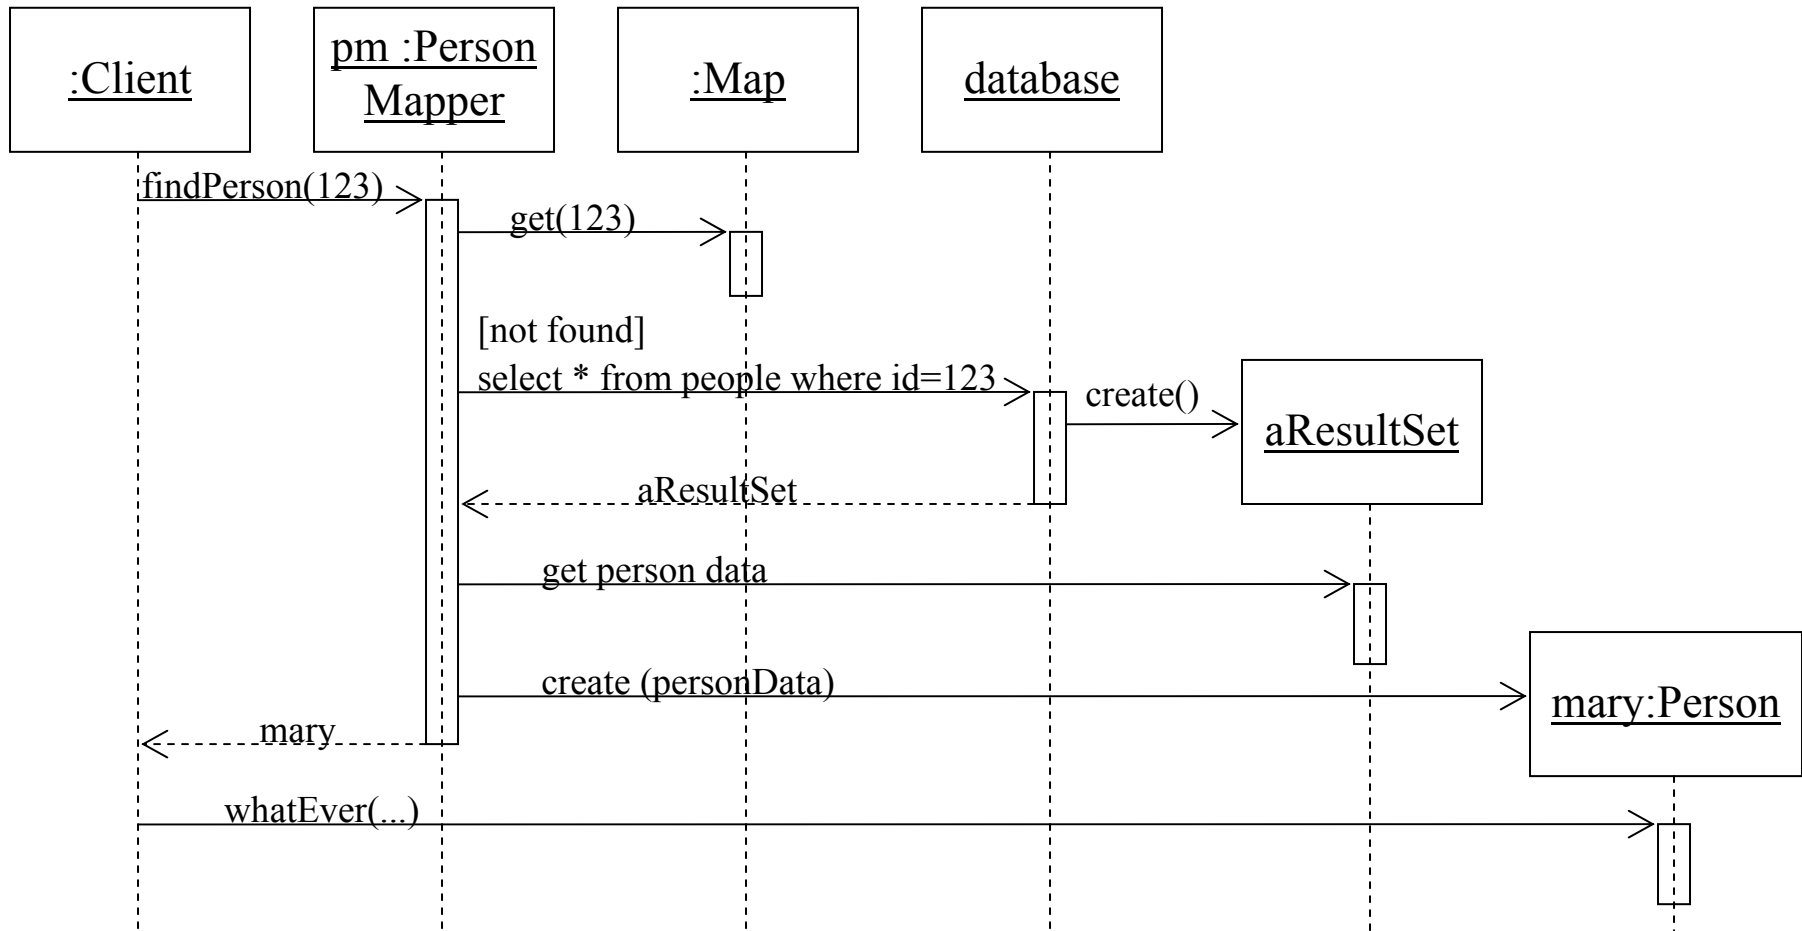 :Client
pm :Person
Mapper
:Map
database
findPerson(123)
get(123)
[not found]
select * from people where id=123
create()
aResultSet
aResultSet
get person data
create (personData)
mary:Person
mary
whatEver(...)